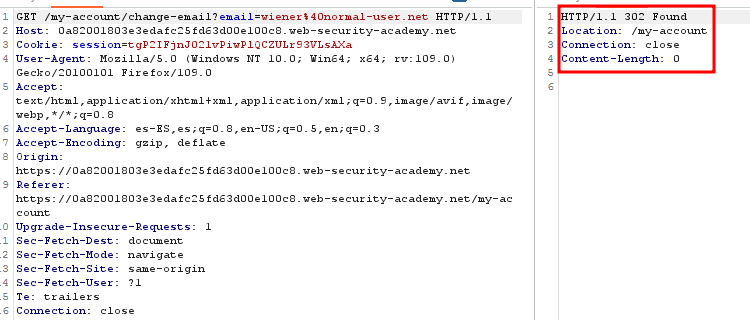 1 GET /my-account/change-email?email=wiener%40normal-user.net HTTP/1.1
2 Host: 0a82001803e3edafc25fd63d00e100c8.web-security-academy.net
3 Cookie: session=tgP2IFjnJ021vPiwPlQCZULr93VLsAXa
4 User-Agent: Mozilla/5.0 (Windows NT 10.0; Win64; x64; rv:109.0)
Gecko/20100101 Firefox/109.0
5 Accept:
text/html,application/xhtml+xml,application/xml;q=0.9,image/avif,image/
webp,*/*;q=0.8
6 Accept-Language: es-ES,es;q=0.8,en-US;q=0.5,en;q=0.3
7 Accept-Encoding: gzip, deflate
8 Origin:
https://0a82001803e3edafc25fd63d00e100c8.web-security-academy.net
9 Referer:
https://0a82001803e3edafc25fd63d00e100c8.web-security-academy.net/my-ac
count
10 Upgrade-Insecure-Requests: 1
11 Sec-Fetch-Dest: document
12 Sec-Fetch-Mode: navigate
13 Sec-Fetch-Site: same-origin
14 Sec-Fetch-User: ?1
15 Te: trailers
16 Connection: close
1 HTTP/1.1 302 Found
2 Location: /my-account
3 Connection: close
4 Content-Length: 0
5
6